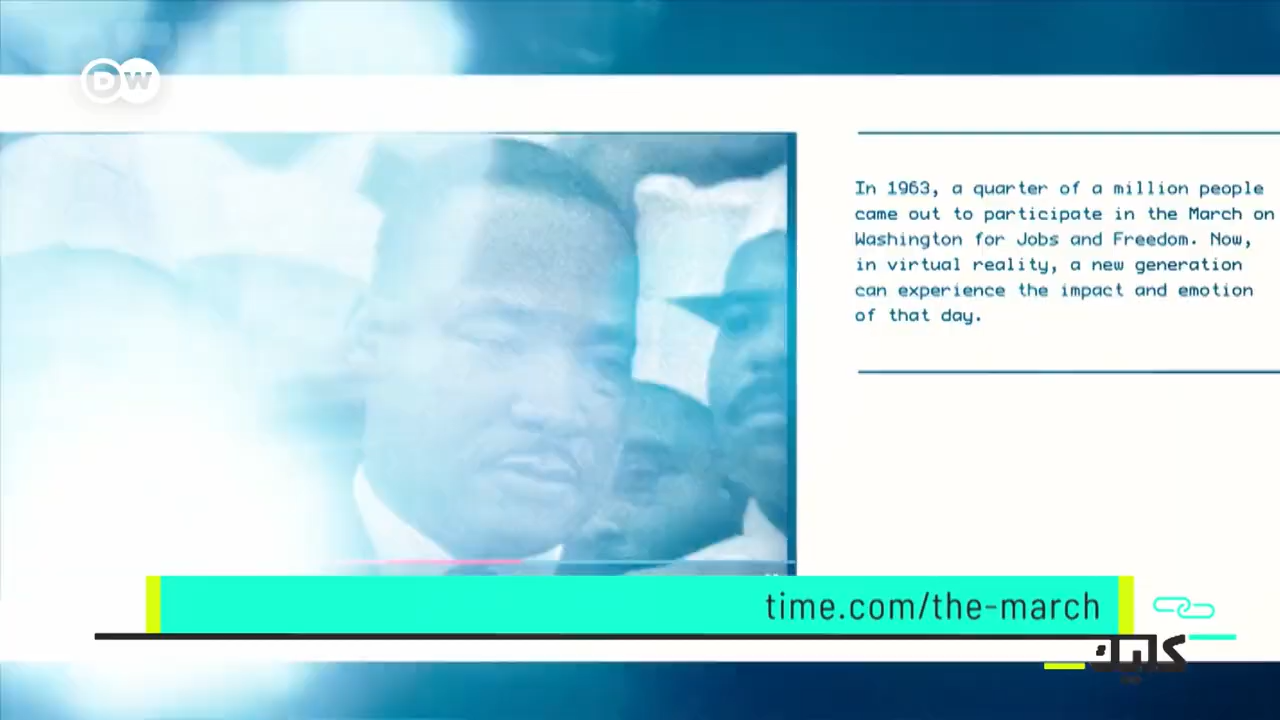 DW
In 1963, a quarter of a million people
came out to participate in the March on
Washington for Jobs and Freedom. Now,
in virtual reality, a new generation
can experience the impact and emotion
of that day.
time.com/the-march
كليك